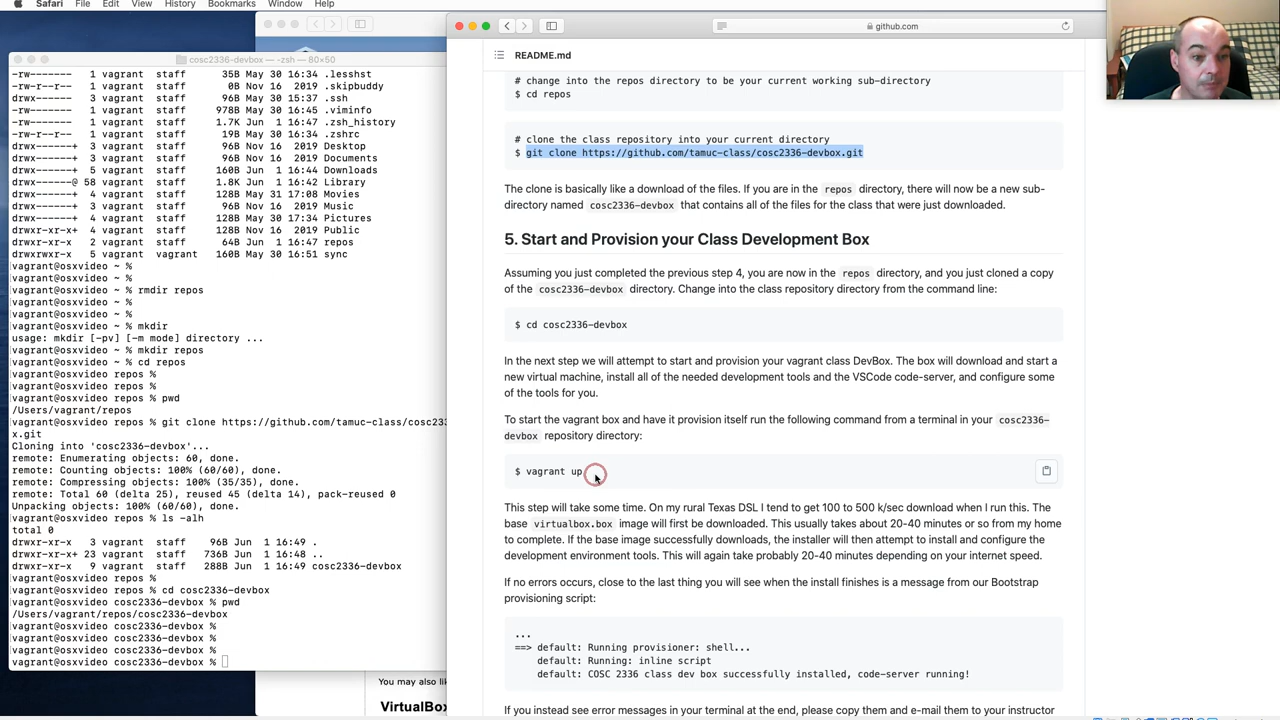 Safari File Edit View History Bookmarks Window Help
cosc2336-devbox — -zsh — 80×50
-rw------- 1 vagrant staff 35B May 30 16:34 .lesshst
-rw-r--r-- 1 vagrant staff 0B Nov 16 2019 .skipbuddy
drwx------ 3 vagrant staff 96B May 30 15:37 .ssh
-rw------- 1 vagrant staff 978B May 30 16:45 .viminfo
-rw------- 1 vagrant staff 1.7K Jun 1 16:47 .zsh_history
-rw-r--r-- 1 vagrant staff 19B May 30 16:34 .zshrc
drwx------+ 3 vagrant staff 96B Nov 16 2019 Desktop
drwx------+ 3 vagrant staff 96B Nov 16 2019 Documents
drwx------+ 5 vagrant staff 160B Jun 1 16:44 Downloads
drwx------@ 58 vagrant staff 1.8K Jun 1 16:42 Library
drwx------+ 4 vagrant staff 128B May 31 17:08 Movies
drwx------+ 3 vagrant staff 96B Nov 16 2019 Music
drwx------+ 4 vagrant staff 128B May 30 17:34 Pictures
drwxr-xr-x+ 4 vagrant staff 128B Nov 16 2019 Public
drwxr-xr-x 2 vagrant staff 64B Jun 1 16:47 repos
drwxrwxr-x 5 vagrant vagrant 160B May 30 16:51 sync
vagrant@osxvideo ~ %
vagrant@osxvideo ~ %
vagrant@osxvideo ~ % rmdir repos
vagrant@osxvideo ~ %
vagrant@osxvideo ~ %
vagrant@osxvideo ~ % mkdir
usage: mkdir [-pv] [-m mode] directory ...
vagrant@osxvideo ~ % mkdir repos
vagrant@osxvideo ~ % cd repos
vagrant@osxvideo repos %
vagrant@osxvideo repos %
vagrant@osxvideo repos % pwd
/Users/vagrant/repos
vagrant@osxvideo repos % git clone https://github.com/tamuc-class/cosc23
x.git
Cloning into 'cosc2336-devbox'...
remote: Enumerating objects: 60, done.
remote: Counting objects: 100% (60/60), done.
remote: Compressing objects: 100% (35/35), done.
remote: Total 60 (delta 25), reused 45 (delta 14), pack-reused 0
Unpacking objects: 100% (60/60), done.
vagrant@osxvideo repos % ls -alh
total 0
drwxr-xr-x 3 vagrant staff 96B Jun 1 16:49 .
drwxr-xr-x+ 23 vagrant staff 736B Jun 1 16:48 ..
drwxr-xr-x 9 vagrant staff 288B Jun 1 16:49 cosc2336-devbox
vagrant@osxvideo repos %
vagrant@osxvideo repos % cd cosc2336-devbox
vagrant@osxvideo cosc2336-devbox % pwd
/Users/vagrant/repos/cosc2336-devbox
vagrant@osxvideo cosc2336-devbox %
vagrant@osxvideo cosc2336-devbox %
vagrant@osxvideo cosc2336-devbox %
vagrant@osxvideo cosc2336-devbox %
You may also lik
VirtualBox
github.com
README.md
# change into the repos directory to be your current working sub-directory
$ cd repos
# clone the class repository into your current directory
$ git clone https://github.com/tamuc-class/cosc2336-devbox.git
The clone is basically like a download of the files. If you are in the repos directory, there will now be a new sub-
directory named cosc2336-devbox that contains all of the files for the class that were just downloaded.
5. Start and Provision your Class Development Box
Assuming you just completed the previous step 4, you are now in the repos directory, and you just cloned a copy
of the cosc2336-devbox directory. Change into the class repository directory from the command line:
$ cd cosc2336-devbox
In the next step we will attempt to start and provision your vagrant class DevBox. The box will download and start a
new virtual machine, install all of the needed development tools and the VSCode code-server, and configure some
of the tools for you.
To start the vagrant box and have it provision itself run the following command from a terminal in your cosc2336-
devbox repository directory:
$ vagrant up
This step will take some time. On my rural Texas DSL I tend to get 100 to 500 k/sec download when I run this. The
base virtualbox.box image will first be downloaded. This usually takes about 20-40 minutes or so from my home
to complete. If the base image successfully downloads, the installer will then attempt to install and configure the
development environment tools. This will again take probably 20-40 minutes depending on your internet speed.
If no errors occurs, close to the last thing you will see when the install finishes is a message from our Bootstrap
provisioning script:
...
==> default: Running provisioner: shell...
default: Running: inline script
default: COSC 2336 class dev box successfully installed, code-server running!
If you instead see error messages in your terminal at the end, please copy them and e-mail them to your instructor